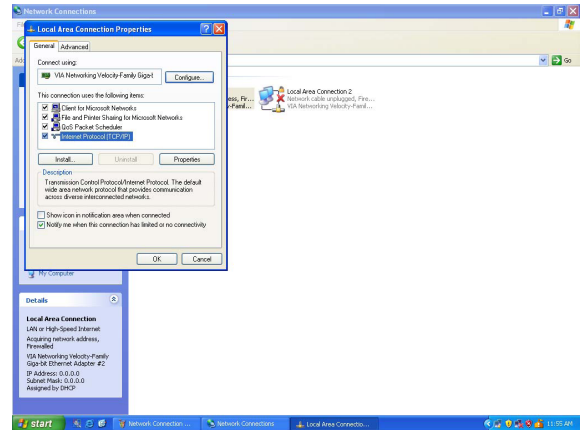 Network Connections
Local Area Connection Properties
General
Advanced
Connect using:
VIA Networking Velocity-Family Giga-t
Configure...
This connection uses the following items:
Client for Microsoft Networks
File and Printer Sharing for Microsoft Networks
QoS Packet Scheduler
Internet Protocol (TCP/IP)
Install...
Uninstall
Properties
Description
Transmission Control Protocol/Internet Protocol. The default
wide area network protocol that provides communication
across diverse interconnected networks.
Show icon in notification area when connected
Notify me when this connection has limited or no connectivity
OK
Cancel
Go
ess, Fir...
y-Famil...
Local Area Connection 2
Network cable unplugged, Fire...
VIA Networking Velocity-Famil...
My Computer
Details
Local Area Connection
LAN or High-Speed Internet
Acquiring network address,
Firewalled
VIA Networking Velocity-Family
Giga-bit Ethernet Adapter #2
IP Address: 0.0.0.0
Subnet Mask: 0.0.0.0
Assigned by DHCP
start
Network Connection ...
Network Connections
Local Area Connectio...
11:55 AM